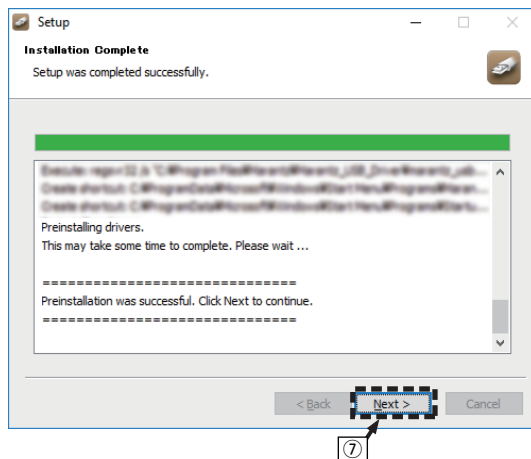 Setup
Installation Complete
Setup was completed successfully.
Preinstalling drivers.
This may take some time to complete. Please wait ...
==============================
Preinstallation was successful. Click Next to continue.
==============================
< Back Next > Cancel
⑦